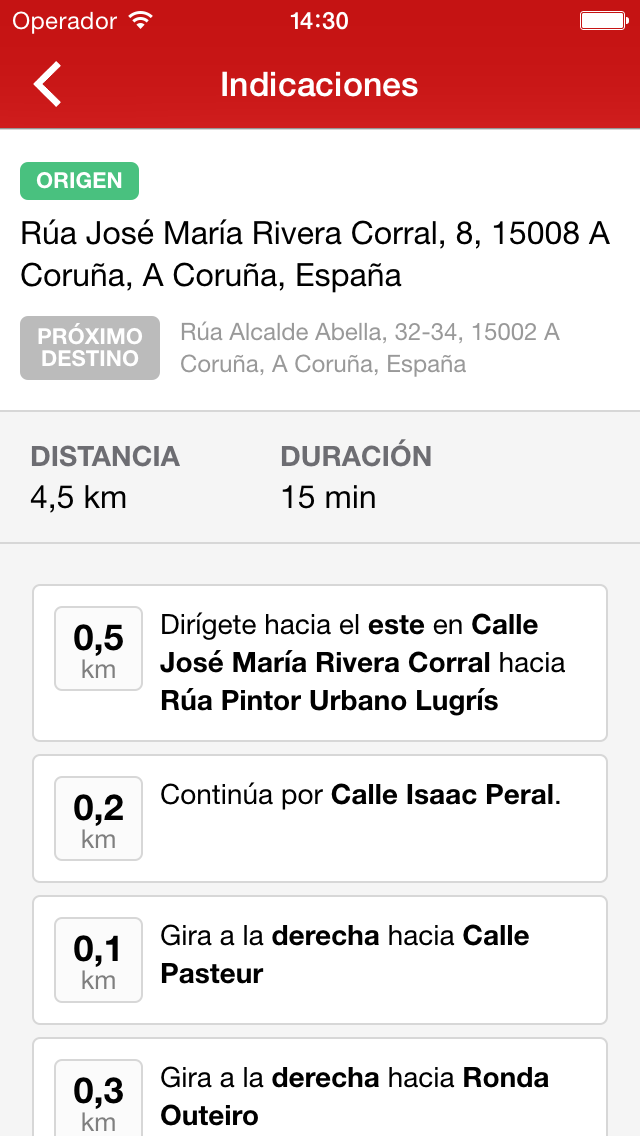 Operador
14:30
Indicaciones
ORIGEN
Rúa José María Rivera Corral, 8, 15008 A
Coruña, A Coruña, España
PRÓXIMO
DESTINO
Rúa Alcalde Abella, 32-34, 15002 A
Coruña, A Coruña, España
DISTANCIA
4,5 km
DURACIÓN
15 min
0,5
km
Dirígete hacia el este en Calle
José María Rivera Corral hacia
Rúa Pintor Urbano Lugrís
0,2
km
Continúa por Calle Isaac Peral.
0,1
km
Gira a la derecha hacia Calle
Pasteur
0,3
km
Gira a la derecha hacia Ronda
Outeiro